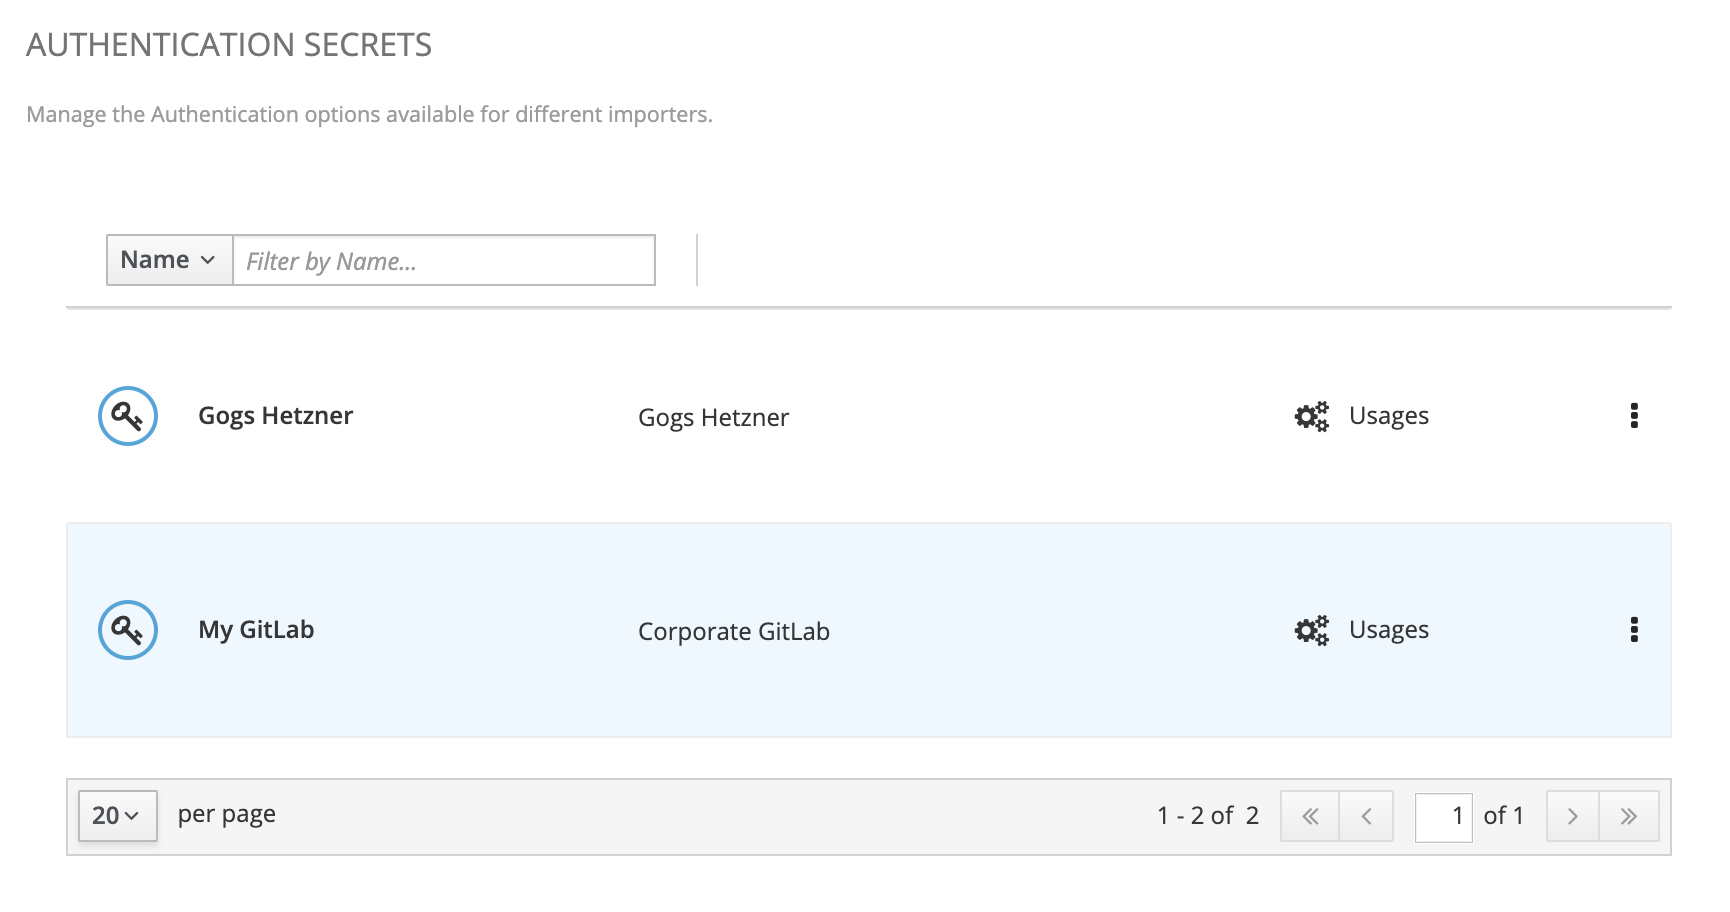 AUTHENTICATION SECRETS
Manage the Authentication options available for different importers.
Name Filter by Name...
Gogs Hetzner Gogs Hetzner Usages
My GitLab Corporate GitLab Usages
20 per page 1 - 2 of 2 1 of 1